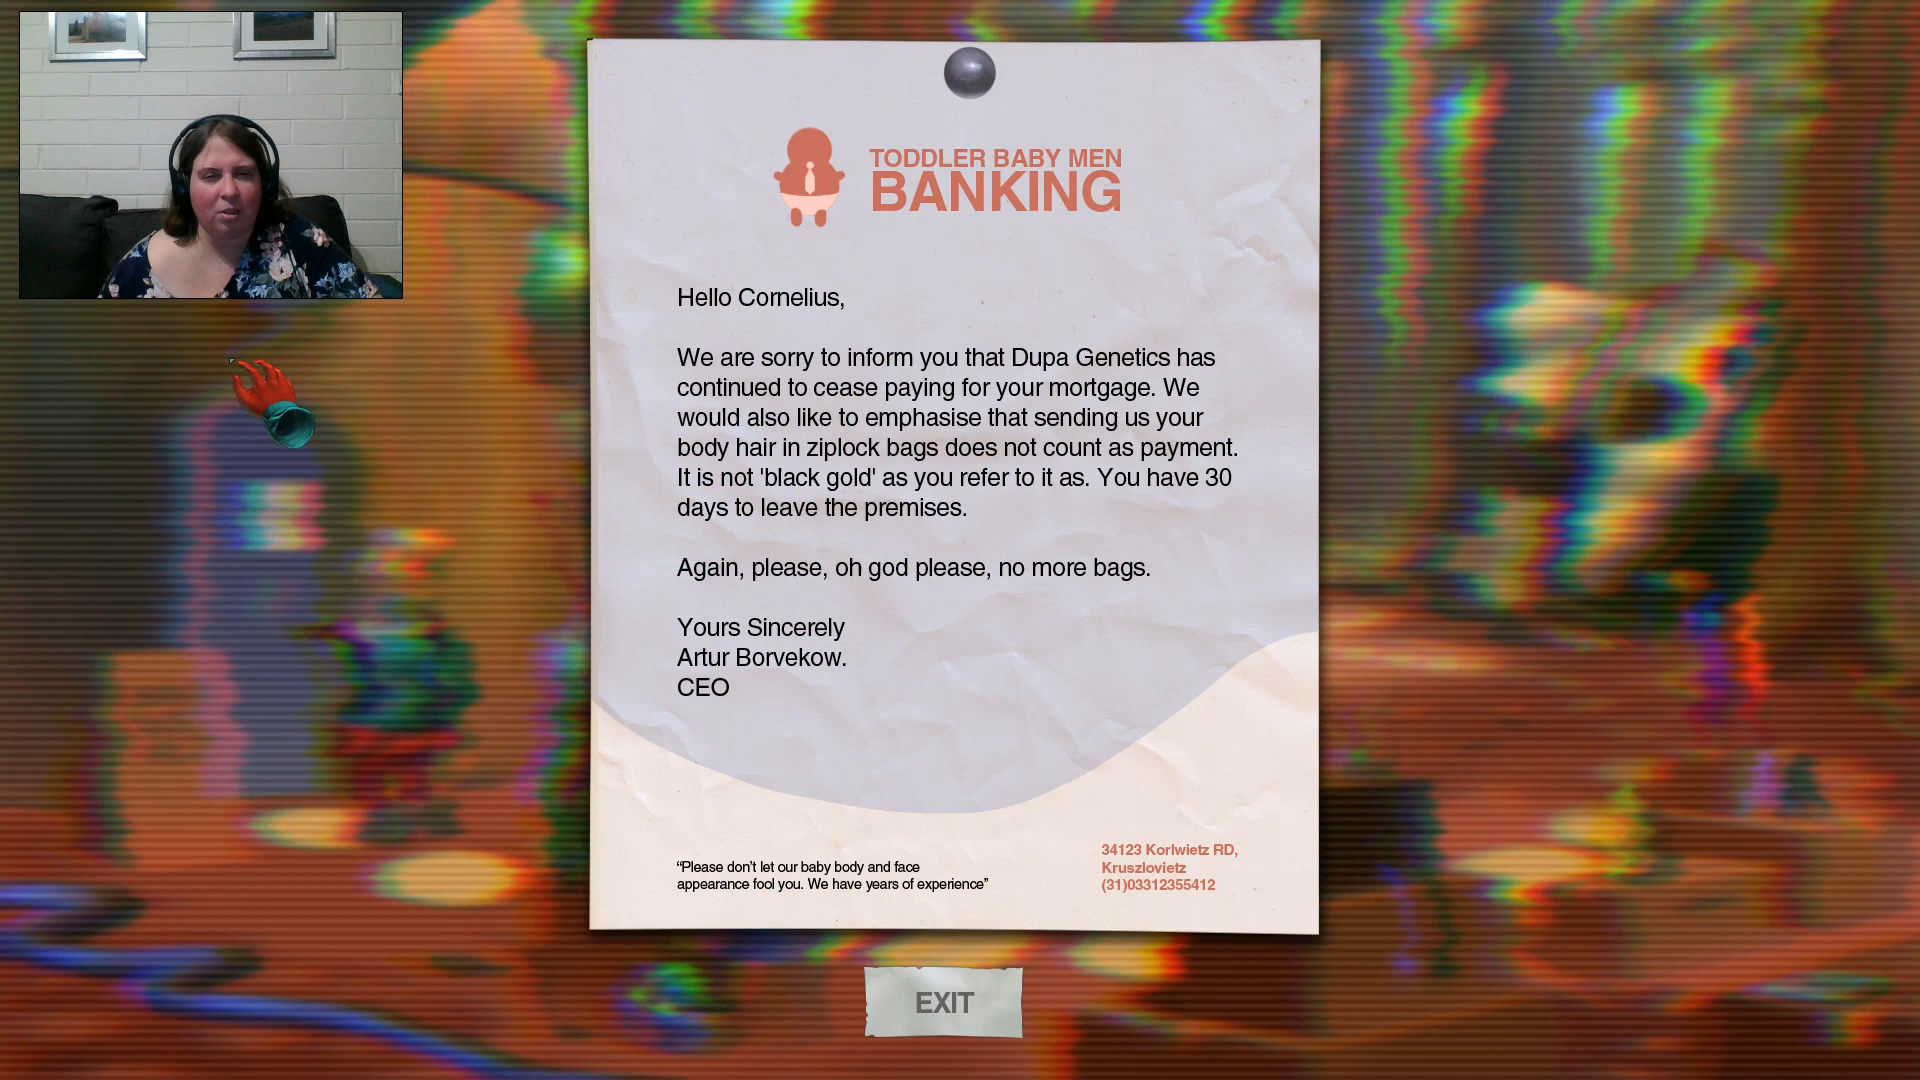 TODDLER BABY MEN
BANKING
Hello Cornelius,
We are sorry to inform you that Dupa Genetics has
continued to cease paying for your mortgage. We
would also like to emphasise that sending us your
body hair in ziplock bags does not count as payment.
It is not 'black gold' as you refer to it as. You have 30
days to leave the premises.
Again, please, oh god please, no more bags.
Yours Sincerely
Artur Borvekow.
CEO
“Please don’t let our baby body and face
appearance fool you. We have years of experience”
34123 Korlwietz RD,
Kruszlovietz
(31)03312355412
EXIT